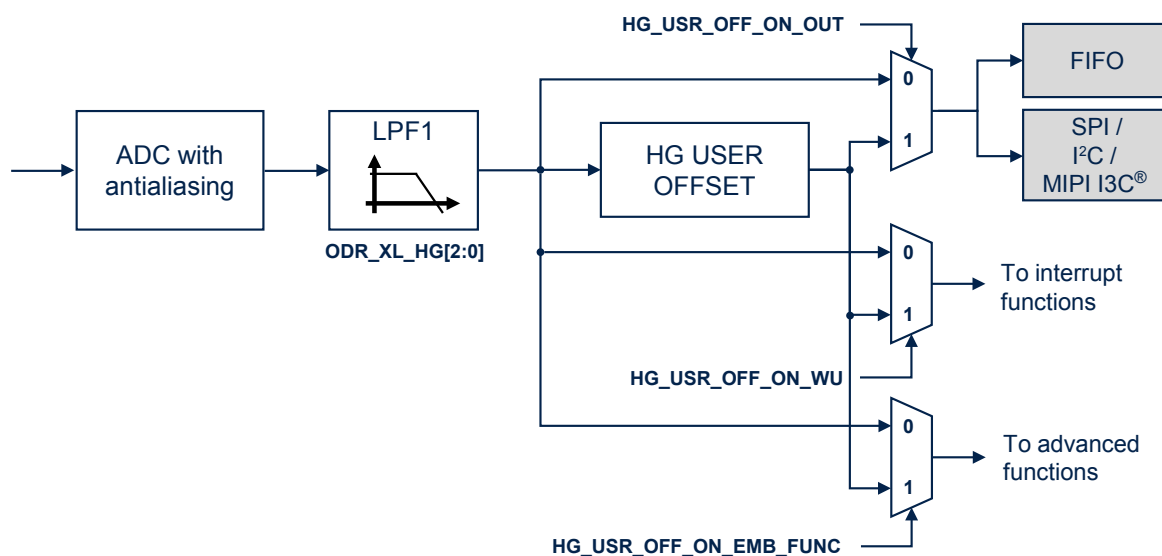 HG_USR_OFF_ON_OUT
FIFO
0
1
SPI /
I²C /
MIPI I3C®
ADC with
antialiasing
LPF1
ODR_XL_HG[2:0]
HG USER
OFFSET
0
1
To interrupt
functions
HG_USR_OFF_ON_WU
0
1
To advanced
functions
HG_USR_OFF_ON_EMB_FUNC